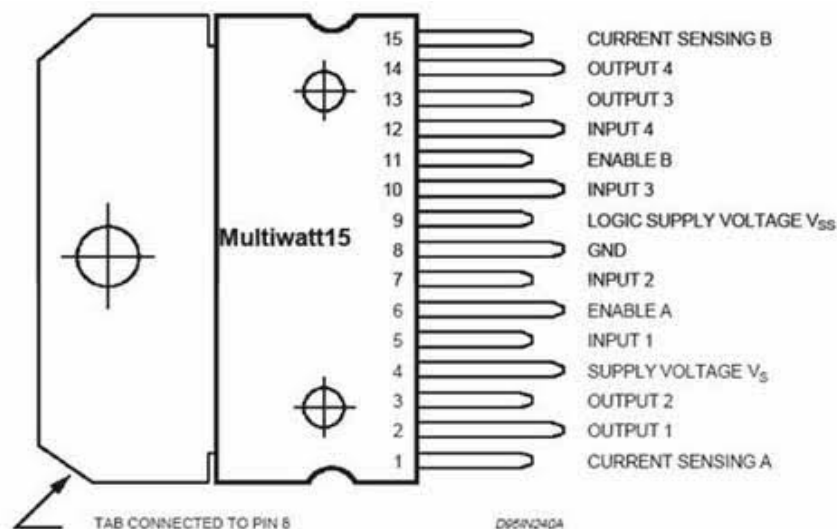 15 CURRENT SENSING B
14 OUTPUT 4
13 OUTPUT 3
12 INPUT 4
11 ENABLE B
10 INPUT 3
9 LOGIC SUPPLY VOLTAGE VSS
Multiwatt15
8 GND
7 INPUT 2
6 ENABLE A
5 INPUT 1
4 SUPPLY VOLTAGE VS
3 OUTPUT 2
2 OUTPUT 1
1 CURRENT SENSING A
TAB CONNECTED TO PIN 8
D95IN240A